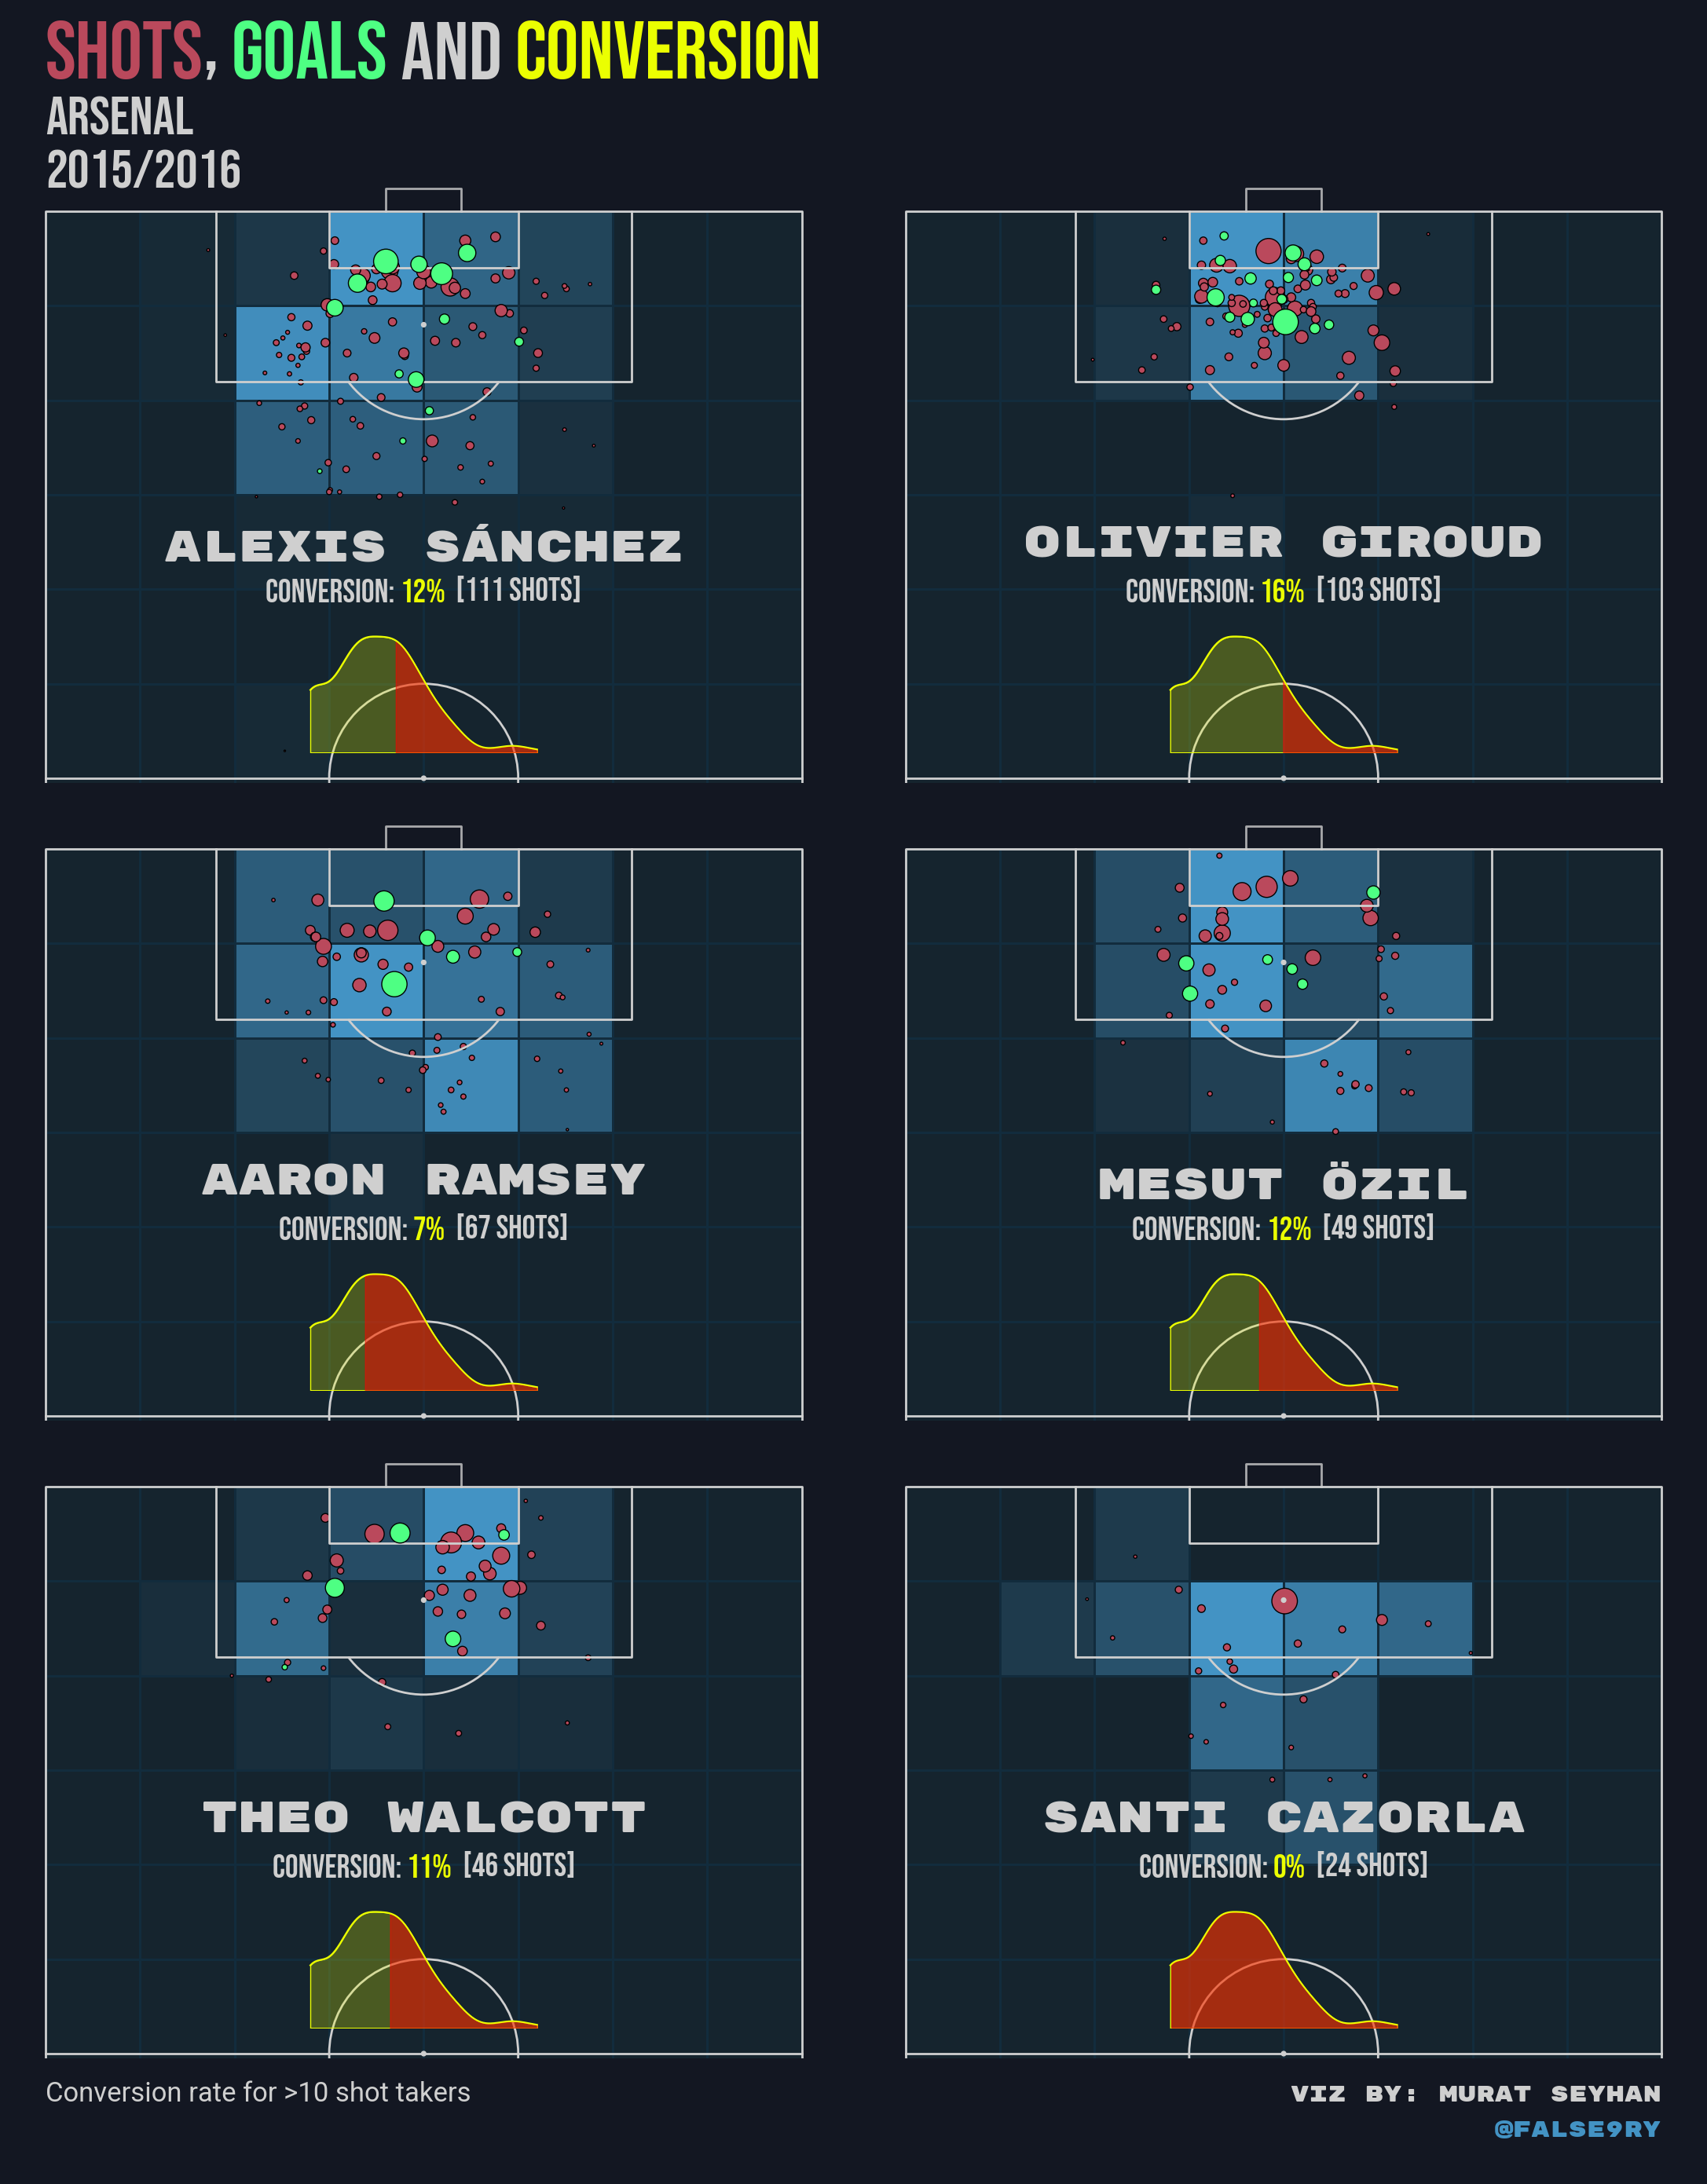 SHOTS, GOALS AND CONVERSION
ARSENAL
2015/2016
ALEXIS SÁNCHEZ
CONVERSION: 12% [111 SHOTS]
OLIVIER GIROUD
CONVERSION: 16% [103 SHOTS]
AARON RAMSEY
CONVERSION: 7% [67 SHOTS]
MESUT ÖZIL
CONVERSION: 12% [49 SHOTS]
THEO WALCOTT
CONVERSION: 11% [46 SHOTS]
SANTI CAZORLA
CONVERSION: 0% [24 SHOTS]
Conversion rate for >10 shot takers
VIZ BY: MURAT SEYHAN
@FALSE9RY